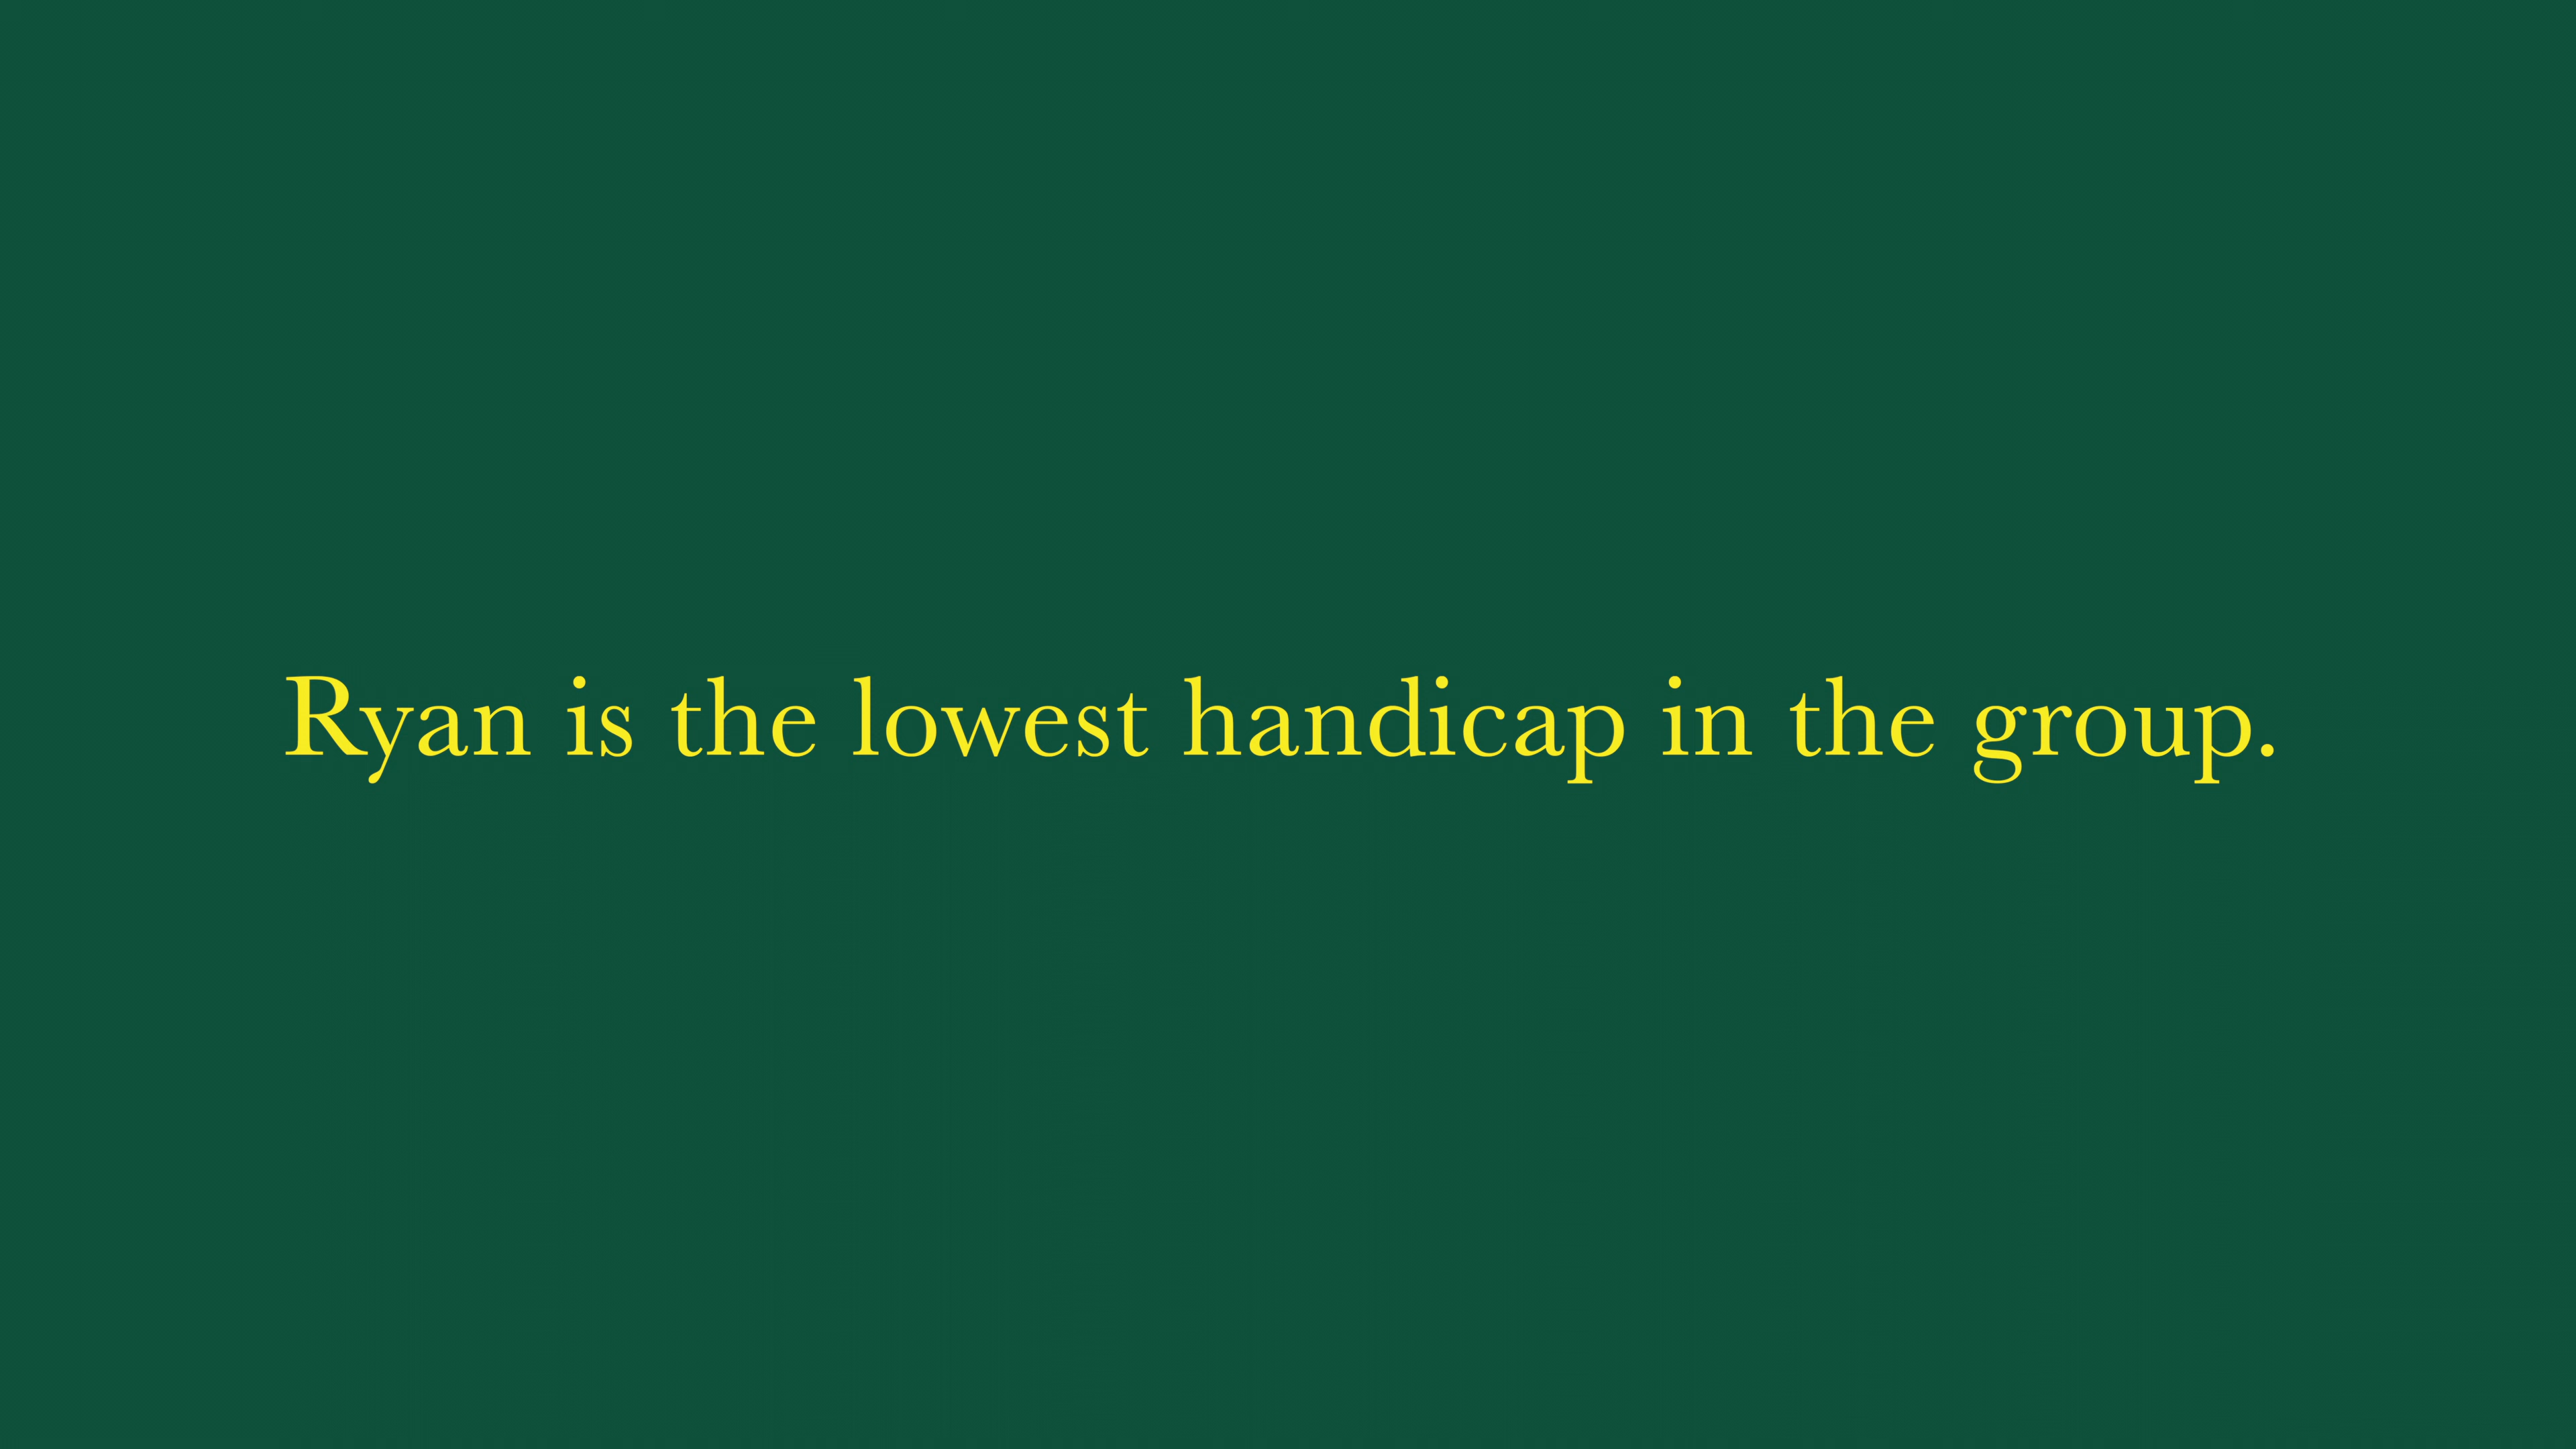 Ryan is the lowest handicap in the group.